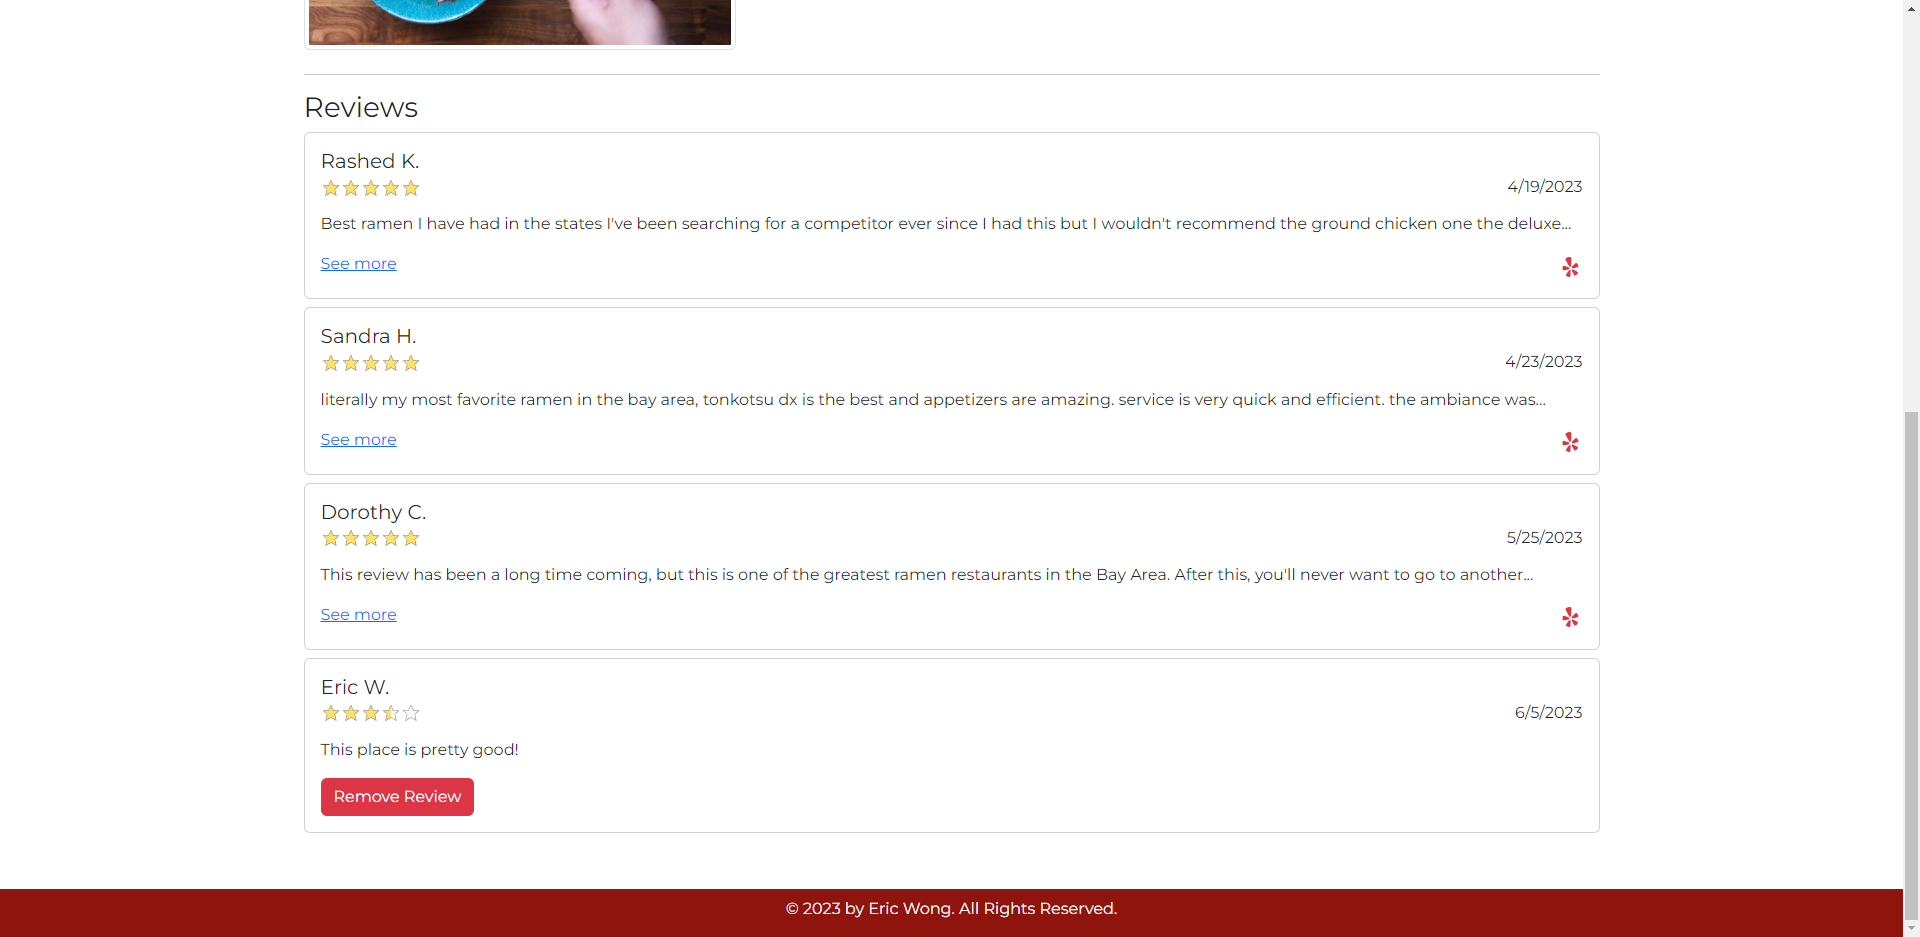 Reviews
Rashed K.
4/19/2023
Best ramen I have had in the states I've been searching for a competitor ever since I had this but I wouldn't recommend the ground chicken one the deluxe...
See more
Sandra H.
4/23/2023
literally my most favorite ramen in the bay area, tonkotsu dx is the best and appetizers are amazing. service is very quick and efficient. the ambiance was...
See more
Dorothy C.
5/25/2023
This review has been a long time coming, but this is one of the greatest ramen restaurants in the Bay Area. After this, you'll never want to go to another...
See more
Eric W.
6/5/2023
This place is pretty good!
Remove Review
© 2023 by Eric Wong. All Rights Reserved.